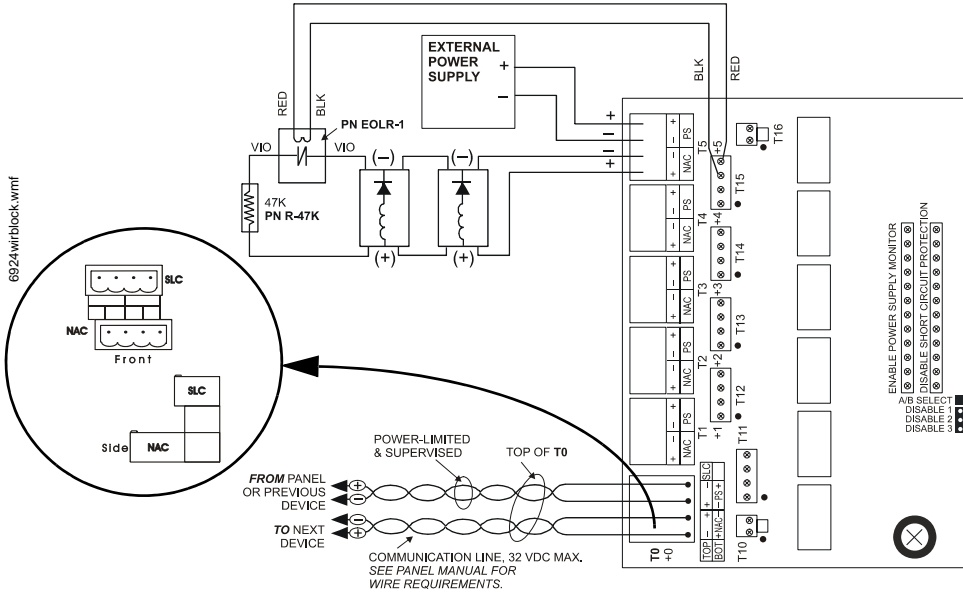 6924wirblock.wmf
RED
BLK
PN EOLR-1
VIO
VIO
47K
PN R-47K
(–)
(–)
(+)
(+)
EXTERNAL
POWER
SUPPLY
+
–
+
–
–
+
BLK
RED
+ – + –
NAC PS
T5 +5
T16
T15
+ – + –
NAC PS
T4 +4
T14
+ – + –
NAC PS
T3 +3
T13
+ – + –
NAC PS
T2 +2
T12
+ – + –
NAC PS
T1 +1
T11
ENABLE POWER SUPPLY MONITOR
DISABLE SHORT CIRCUIT PROTECTION
A/B SELECT
DISABLE 1
DISABLE 2
DISABLE 3
SLC
NAC
Front
SLC
Side NAC
POWER-LIMITED
& SUPERVISED
TOP OF T0
FROM PANEL
OR PREVIOUS
DEVICE
+
–
TO NEXT
DEVICE
–
+
COMMUNICATION LINE, 32 VDC MAX.
SEE PANEL MANUAL FOR
WIRE REQUIREMENTS.
T0
+0
TOP – + + – SLC
BOT +NAC– –PS+
T10